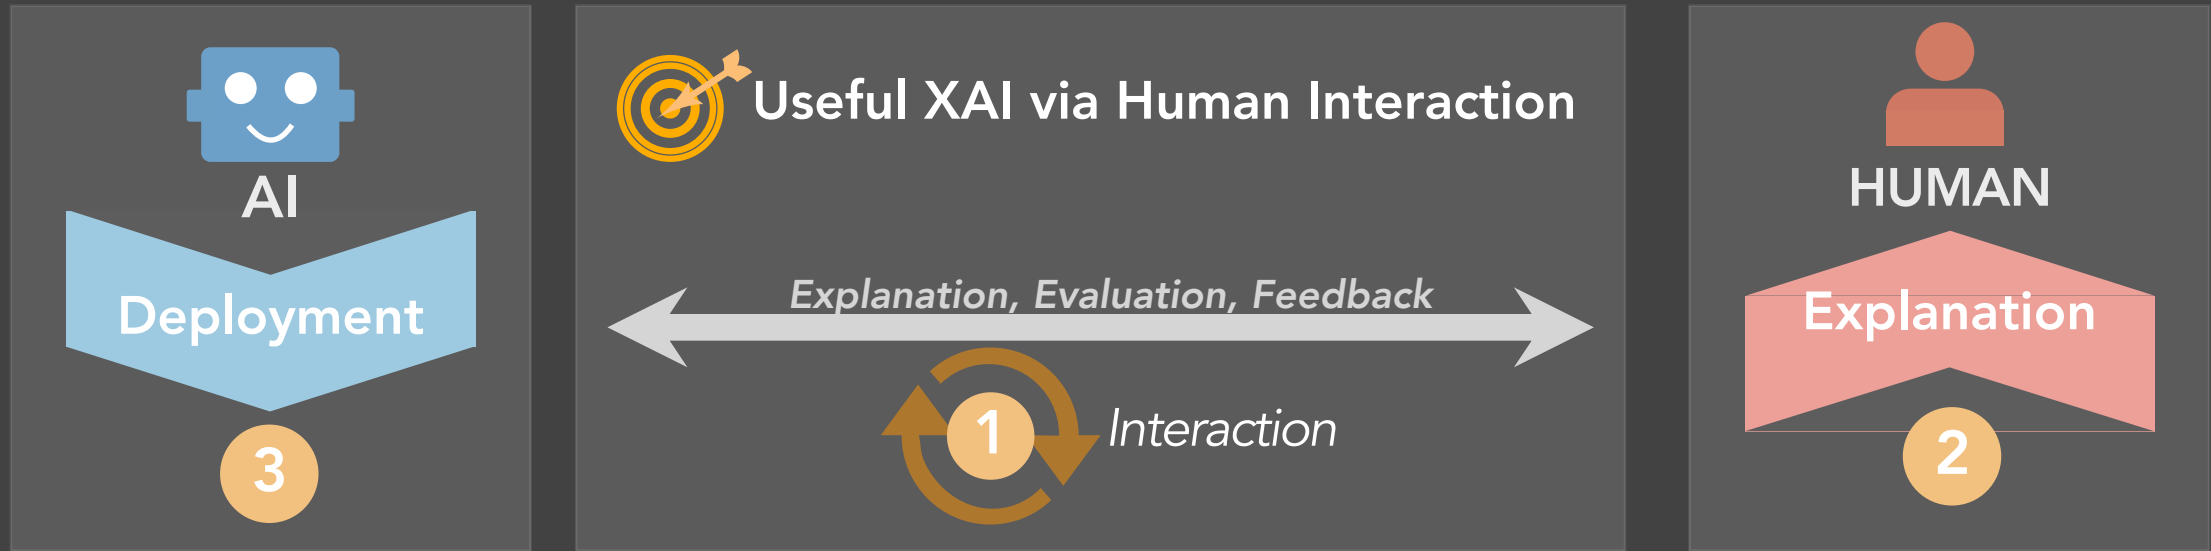 AI
Deployment
3
Useful XAI via Human Interaction
Explanation, Evaluation, Feedback
1
Interaction
HUMAN
Explanation
2